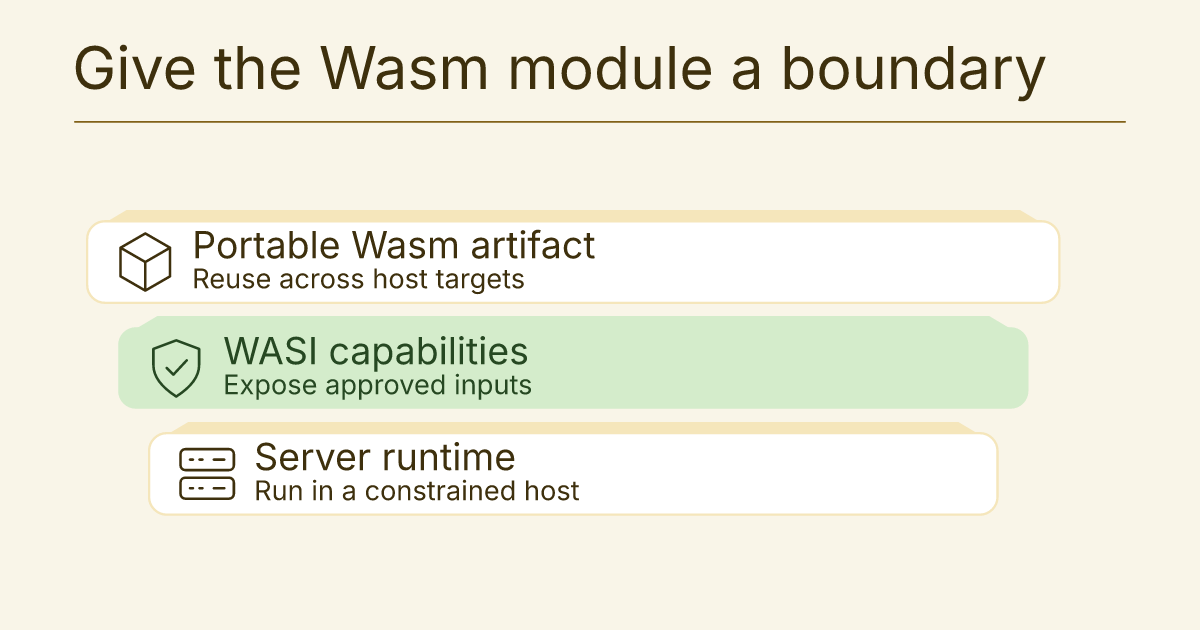 Give the Wasm module a boundary
Portable Wasm artifact
Reuse across host targets
WASI capabilities
Expose approved inputs
Server runtime
Run in a constrained host